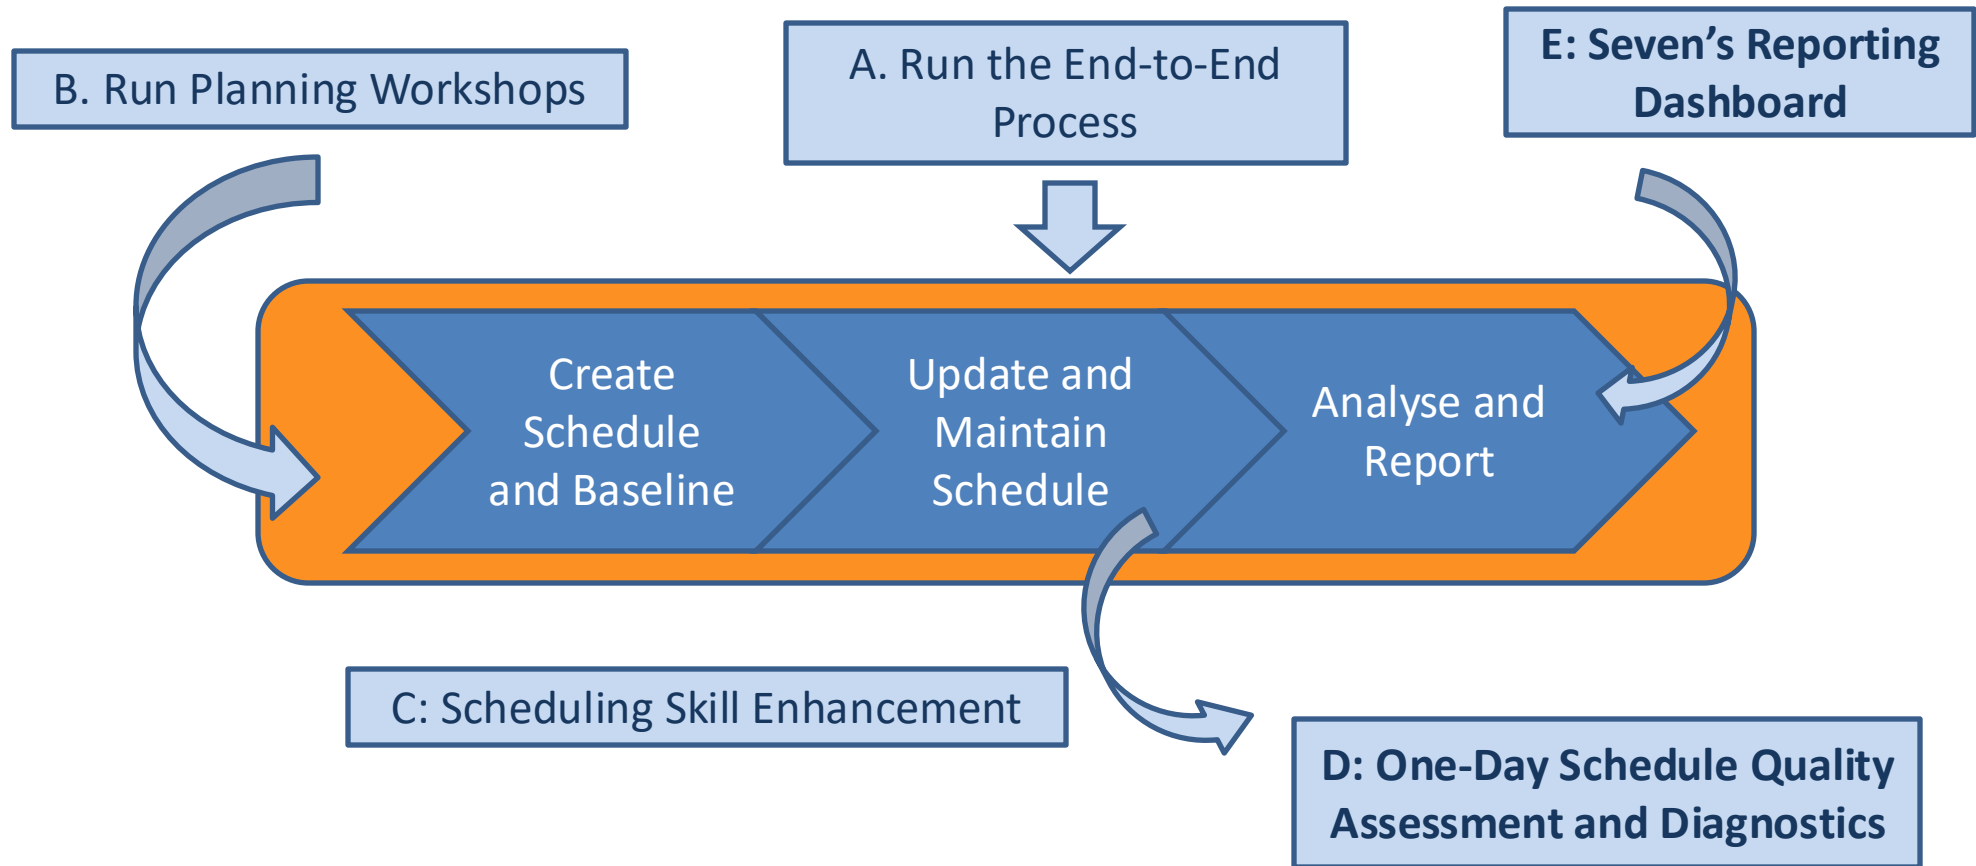 B. Run Planning Workshops
A. Run the End-to-End
Process
E: Seven’s Reporting
Dashboard
Create
Schedule
and Baseline
Update and
Maintain
Schedule
Analyse and
Report
C: Scheduling Skill Enhancement
D: One-Day Schedule Quality
Assessment and Diagnostics